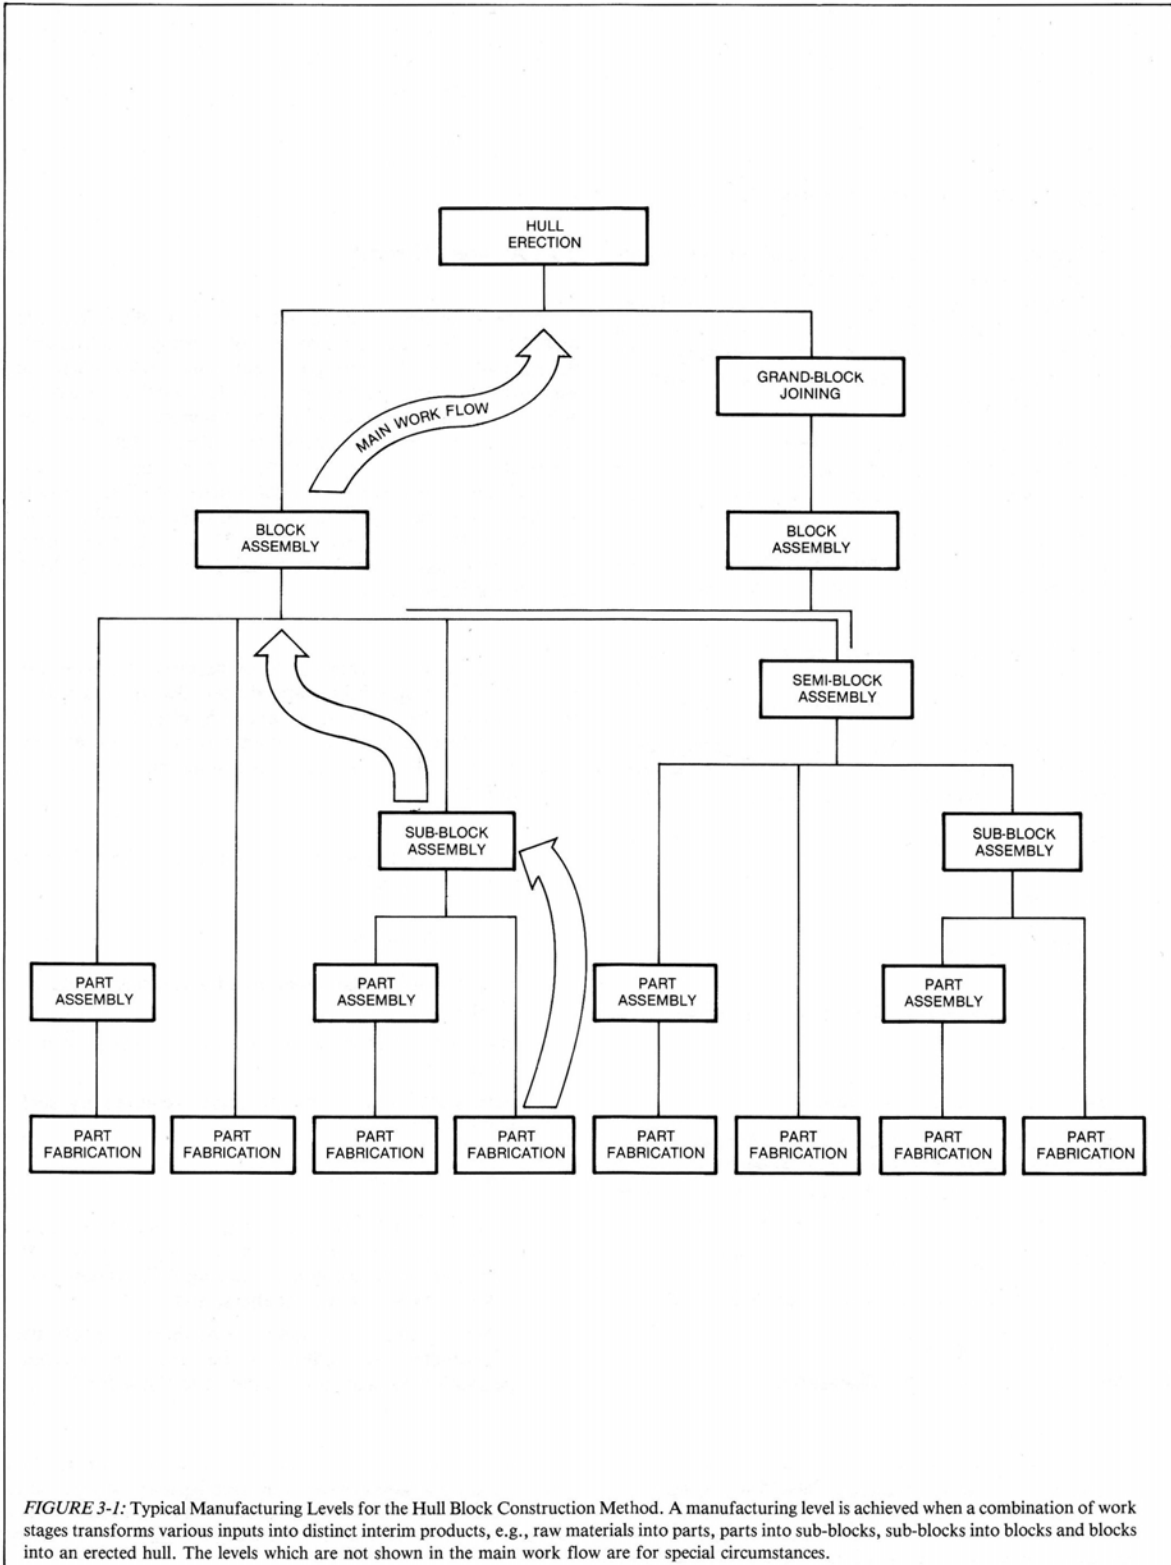 HULL
ERECTION
GRAND-BLOCK
JOINING
MAIN WORK FLOW
BLOCK
ASSEMBLY
BLOCK
ASSEMBLY
SEMI-BLOCK
ASSEMBLY
SUB-BLOCK
ASSEMBLY
SUB-BLOCK
ASSEMBLY
PART
ASSEMBLY
PART
ASSEMBLY
PART
ASSEMBLY
PART
ASSEMBLY
PART
FABRICATION
PART
FABRICATION
PART
FABRICATION
PART
FABRICATION
PART
FABRICATION
PART
FABRICATION
PART
FABRICATION
PART
FABRICATION
FIGURE 3-1: Typical Manufacturing Levels for the Hull Block Construction Method. A manufacturing level is achieved when a combination of work
stages transforms various inputs into distinct interim products, e.g., raw materials into parts, parts into sub-blocks, sub-blocks into blocks and blocks
into an erected hull. The levels which are not shown in the main work flow are for special circumstances.